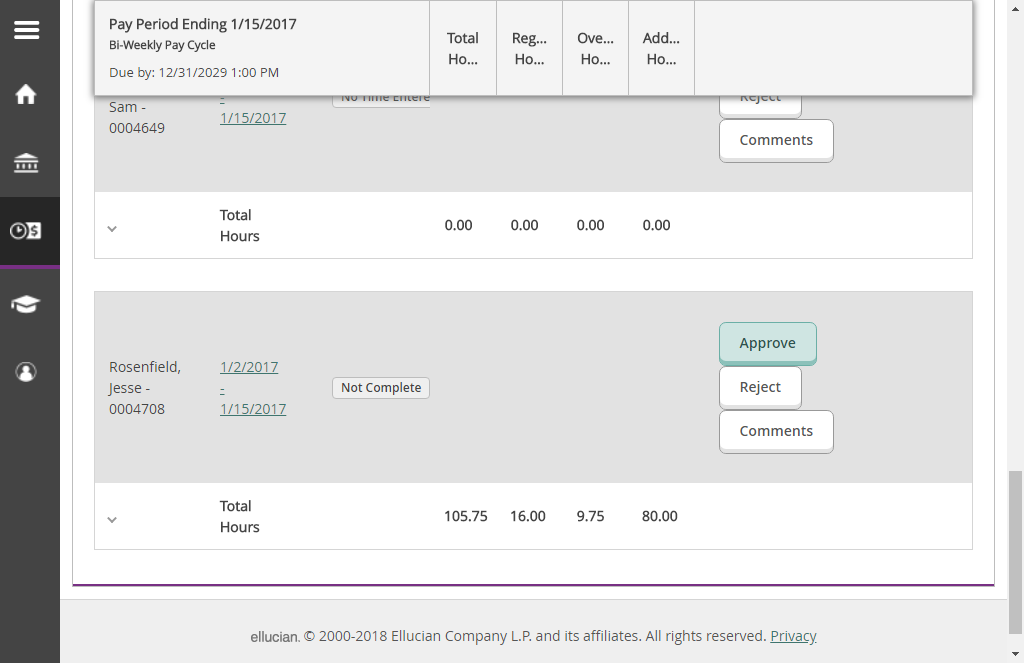 Pay Period Ending 1/15/2017
Bi-Weekly Pay Cycle
Due by: 12/31/2029 1:00 PM
Total Ho...
Reg... Ho...
Ove... Ho...
Add... Ho...
Sam -
0004649
-
1/15/2017
No Time Entere
Reject
Comments
Total
Hours
0.00 0.00 0.00 0.00
Rosenfield,
Jesse -
0004708
1/2/2017
-
1/15/2017
Not Complete
Approve
Reject
Comments
Total
Hours
105.75 16.00 9.75 80.00
ellucian. © 2000-2018 Ellucian Company L.P. and its affiliates. All rights reserved. Privacy